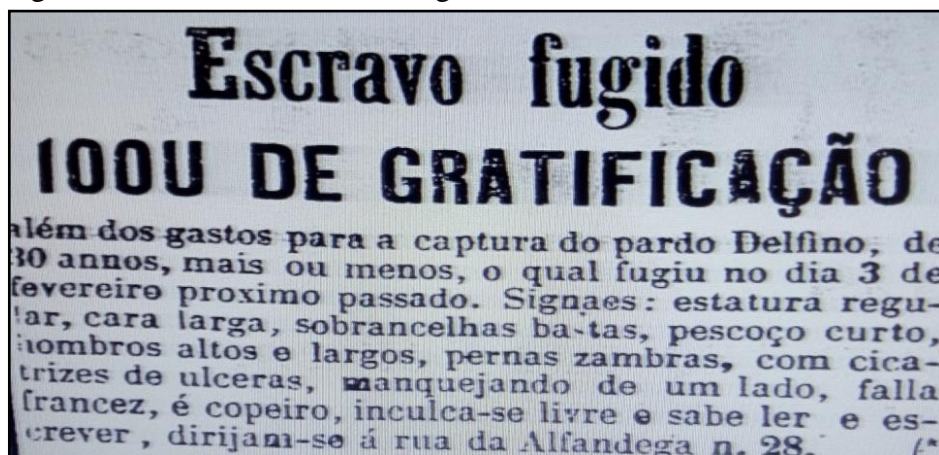 Escravo fugido
100U DE GRATIFICAÇÃO
além dos gastos para a captura do pardo Delfino, de
30 annos, mais ou menos, o qual fugiu no dia 3 de
fevereiro proximo passado. Signaes: estatura regu-
lar, cara larga, sobrancelhas bastas, pescoço curto,
hombros altos e largos, pernas zambras, com cica-
trizes de ulceras, manquejando de um lado, falla
francez, é copeiro, inculca-se livre e sabe ler e es-
crever, dirijam-se á rua da Alfandega n. 28. (*